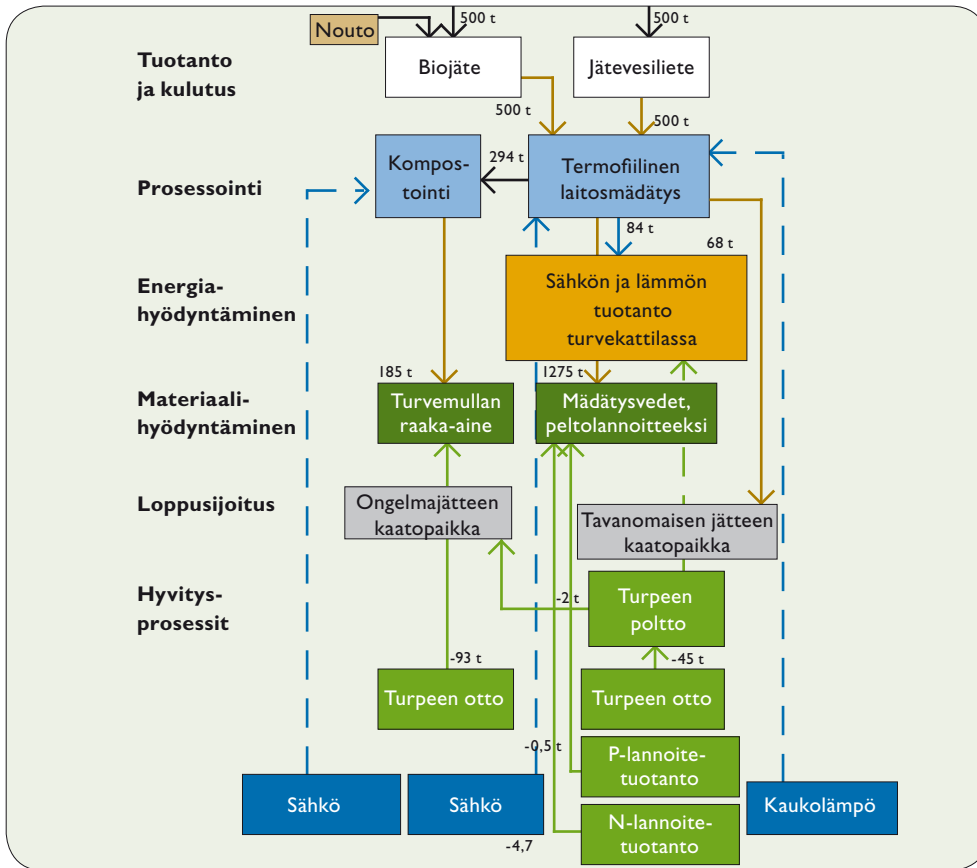 500 t
500 t
Nouto
Tuotanto
ja kulutus
Biojäte
Jätevesiliete
500 t
500 t
Prosessointi
Kompos-
tointi
294 t
Termofiilinen
laitosmädätys
84 t
68 t
Energia-
hyödyntäminen
Sähkön ja lämmön
tuotanto
turvekattilassa
185 t
1275 t
Materiaali-
hyödyntäminen
Turvemullan
raaka-aine
Mädätysvedet,
peltolannoitteeksi
Loppusijoitus
Ongelmajätteen
kaatopaikka
Tavanomaisen jätteen
kaatopaikka
Hyvitys-
prosessit
-2 t
Turpeen
poltto
-93 t
-45 t
Turpeen otto
Turpeen otto
-0,5 t
P-lannoite-
tuotanto
Sähkö
Sähkö
Kaukolämpö
N-lannoite-
tuotanto
-4,7